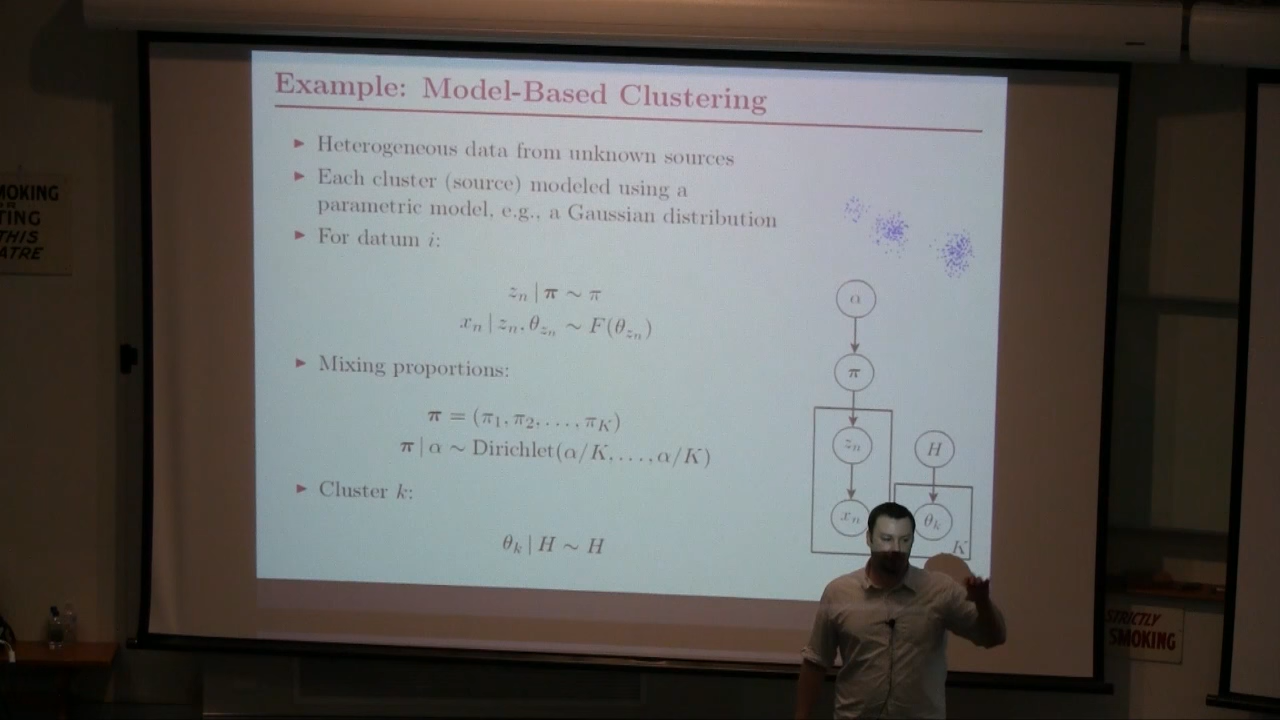 Example: Model-Based Clustering
▶ Heterogeneous data from unknown sources
▶ Each cluster (source) modeled using a
parametric model, e.g., a Gaussian distribution
▶ For datum i:
z_n | π ∼ π
x_n | z_n, θ_{z_n} ∼ F(θ_{z_n})
▶ Mixing proportions:
π = (π_1, π_2, . . . , π_K)
π | α ∼ Dirichlet(α/K, . . . , α/K)
▶ Cluster k:
θ_k | H ∼ H
α
π
z_n
H
x_n
θ_k
K
MOKING
TING
THIS
ATRE
STRICTLY
SMOKING